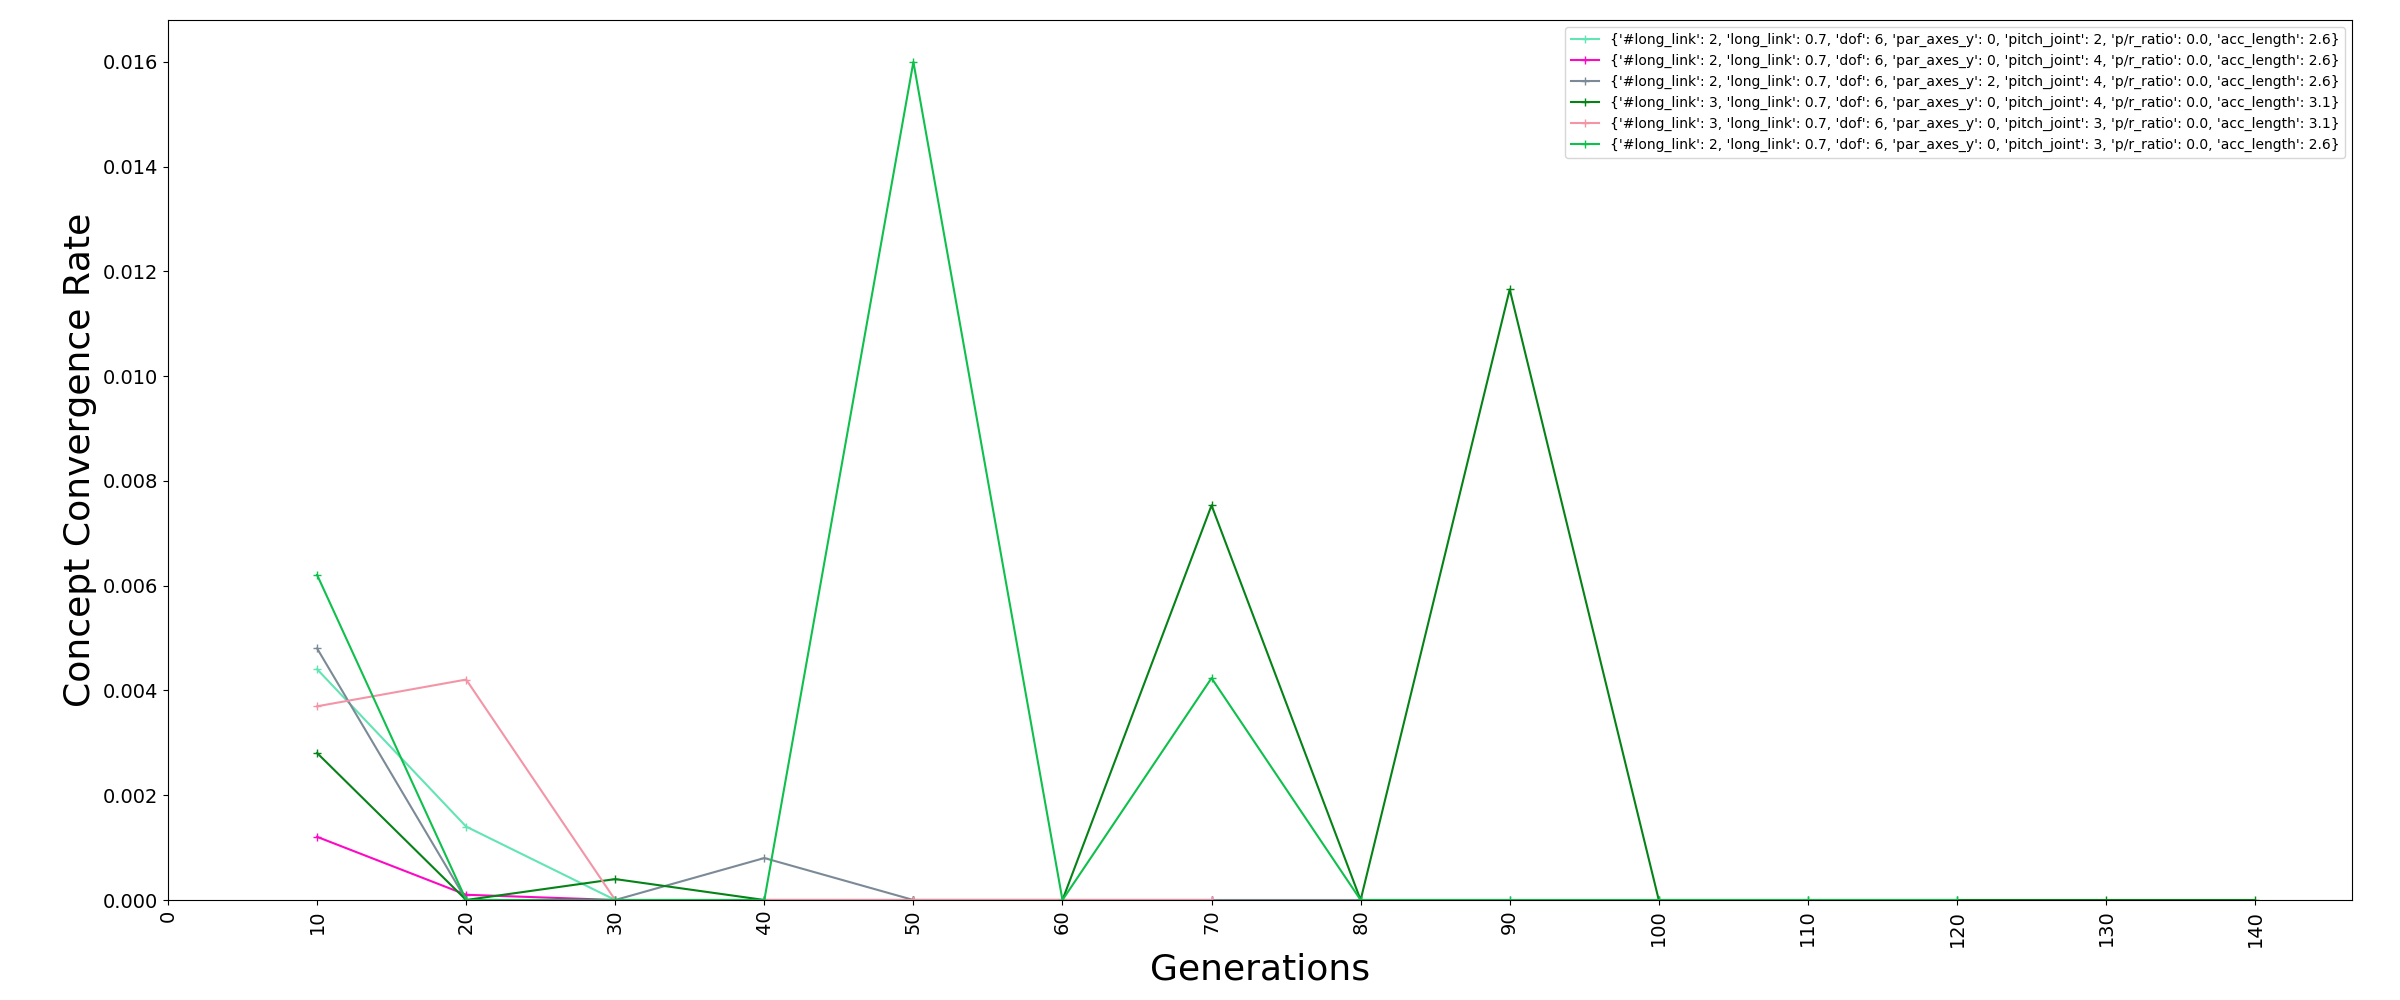 {'#long_link': 2, 'long_link': 0.7, 'dof': 6, 'par_axes_y': 0, 'pitch_joint': 2, 'p/r_ratio': 0.0, 'acc_length': 2.6}
{'#long_link': 2, 'long_link': 0.7, 'dof': 6, 'par_axes_y': 0, 'pitch_joint': 4, 'p/r_ratio': 0.0, 'acc_length': 2.6}
{'#long_link': 2, 'long_link': 0.7, 'dof': 6, 'par_axes_y': 2, 'pitch_joint': 4, 'p/r_ratio': 0.0, 'acc_length': 2.6}
{'#long_link': 3, 'long_link': 0.7, 'dof': 6, 'par_axes_y': 0, 'pitch_joint': 4, 'p/r_ratio': 0.0, 'acc_length': 3.1}
{'#long_link': 3, 'long_link': 0.7, 'dof': 6, 'par_axes_y': 0, 'pitch_joint': 3, 'p/r_ratio': 0.0, 'acc_length': 3.1}
{'#long_link': 2, 'long_link': 0.7, 'dof': 6, 'par_axes_y': 0, 'pitch_joint': 3, 'p/r_ratio': 0.0, 'acc_length': 2.6}
Concept Convergence Rate
0.016
0.014
0.012
0.010
0.008
0.006
0.004
0.002
0.000
0 10 20 30 40 50 60 70 80 90 100 110 120 130 140
Generations